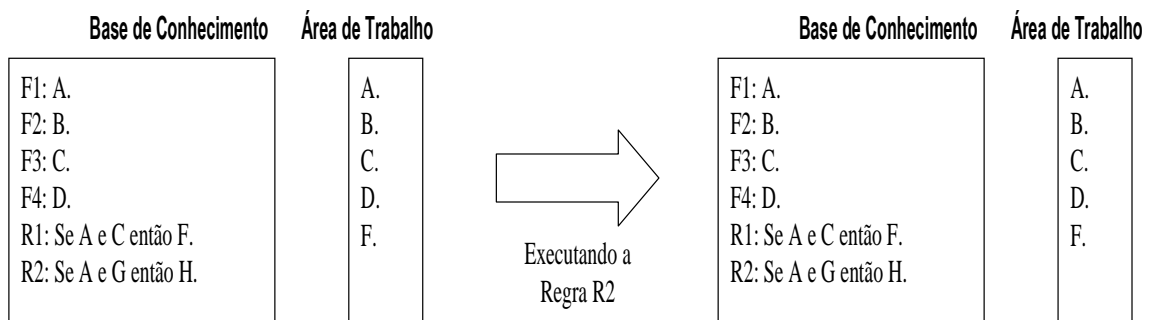 Base de Conhecimento
Área de Trabalho
F1: A.
F2: B.
F3: C.
F4: D.
R1: Se A e C então F.
R2: Se A e G então H.
A.
B.
C.
D.
F.
Executando a
Regra R2
Base de Conhecimento
Área de Trabalho
F1: A.
F2: B.
F3: C.
F4: D.
R1: Se A e C então F.
R2: Se A e G então H.
A.
B.
C.
D.
F.